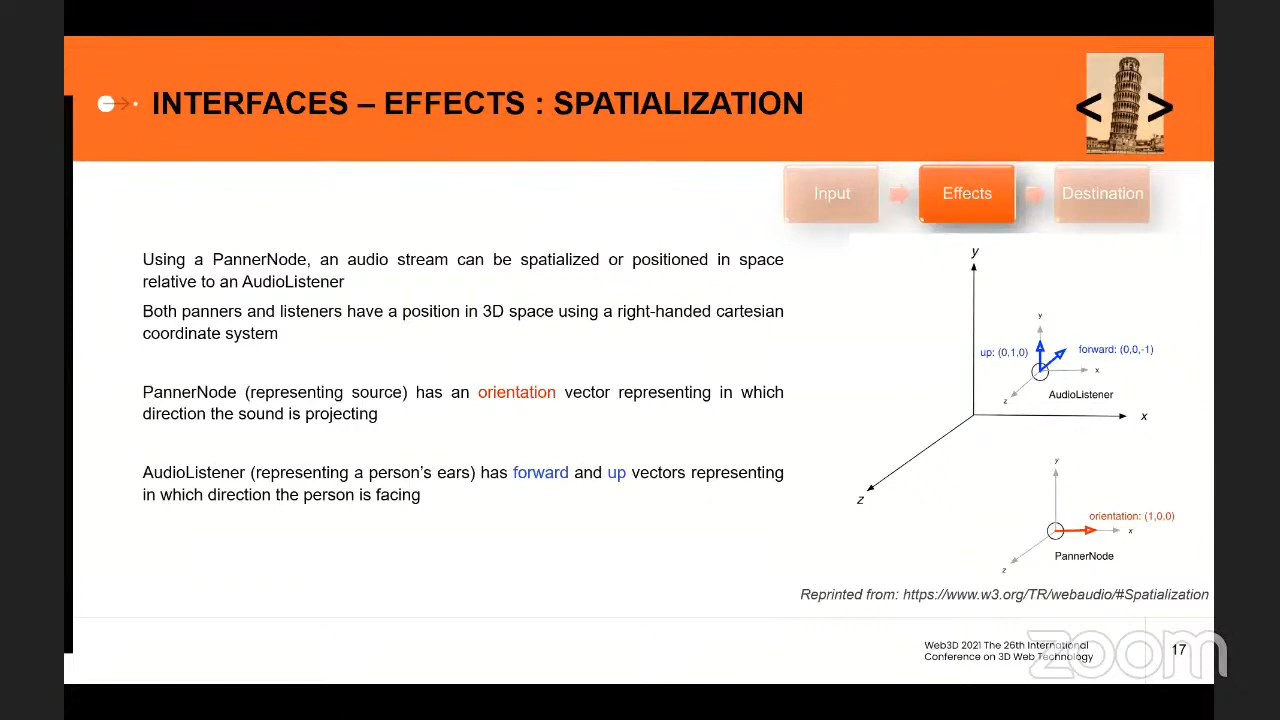 INTERFACES – EFFECTS : SPATIALIZATION
< >
Input
Effects
Destination
Using a PannerNode, an audio stream can be spatialized or positioned in space
relative to an AudioListener
Both panners and listeners have a position in 3D space using a right-handed cartesian
coordinate system
PannerNode (representing source) has an orientation vector representing in which
direction the sound is projecting
AudioListener (representing a person's ears) has forward and up vectors representing
in which direction the person is facing
y
y
up: (0,1,0)
forward: (0,0,-1)
x
z
AudioListener
x
z
y
orientation: (1,0,0)
x
PannerNode
z
Reprinted from: https://www.w3.org/TR/webaudio/#Spatialization
Web3D 2021 The 26th International
Conference on 3D Web Technology
17
zoom